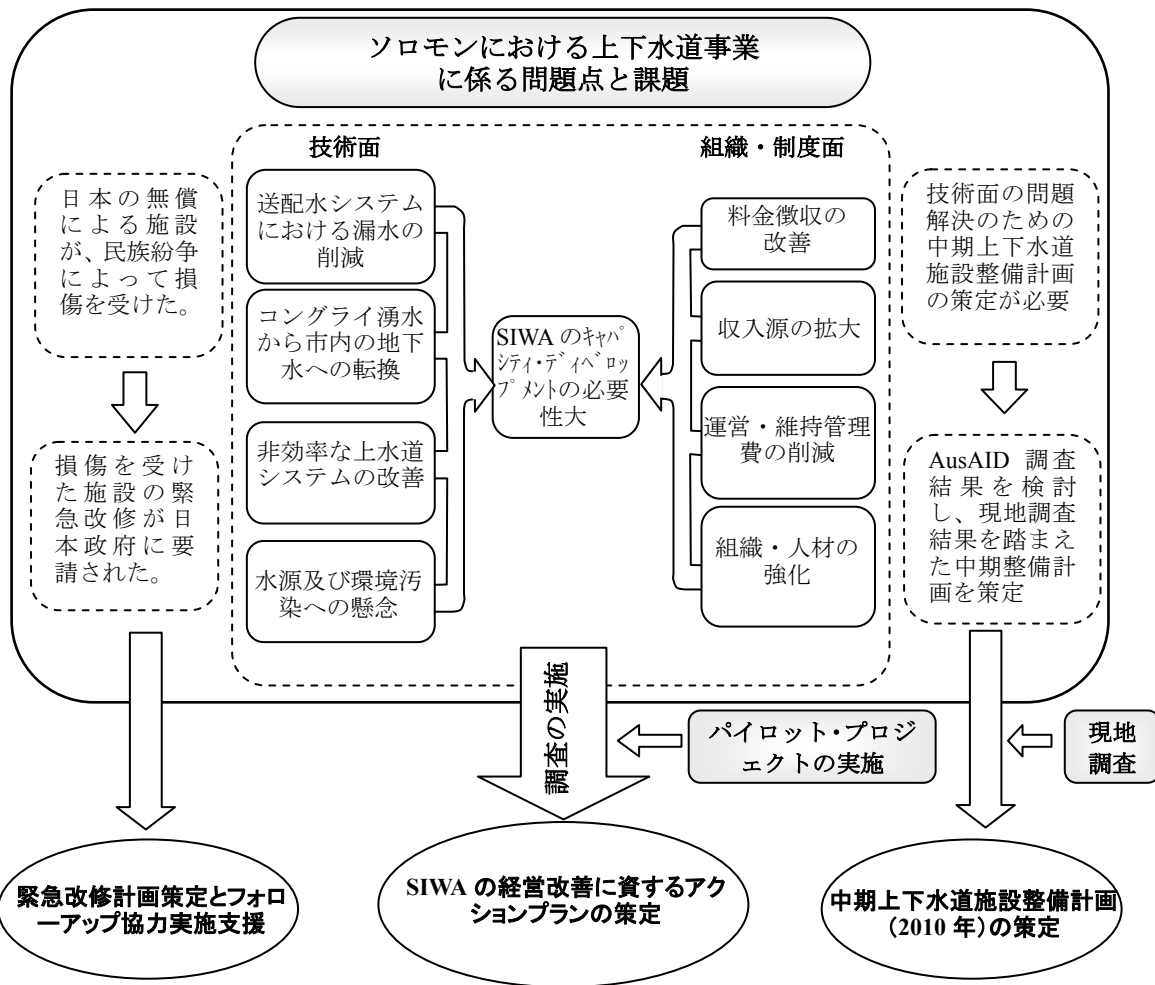 ソロモンにおける上下水道事業
に係る問題点と課題
技術面
組織・制度面
日本の無償
による施設
が、民族紛争
によって損
傷を受けた。
損傷を受け
た施設の緊
急改修が日
本政府に要
請された。
送配水システム
における漏水の
削減
コングライ湧水
から市内の地下
水への転換
非効率な上水道
システムの改善
水源及び環境汚
染への懸念
SIWA のｷｬﾊﾟ
ｼﾃｨ･ﾃﾞｨﾍﾞﾛｯ
ﾌﾟﾒﾝﾄの必要
性大
料金徴収の
改善
収入源の拡大
運営・維持管理
費の削減
組織・人材の
強化
技術面の問題
解決のための
中期上下水道
施設整備計画
の策定が必要
AusAID 調査
結果を検討
し、現地調査
結果を踏まえ
た中期整備計
画を策定
調査の実施
パイロット・プロジ
ェクトの実施
現地
調査
緊急改修計画策定とフォロ
ーアップ協力実施支援
SIWA の経営改善に資するアク
ションプランの策定
中期上下水道施設整備計画
（2010 年）の策定